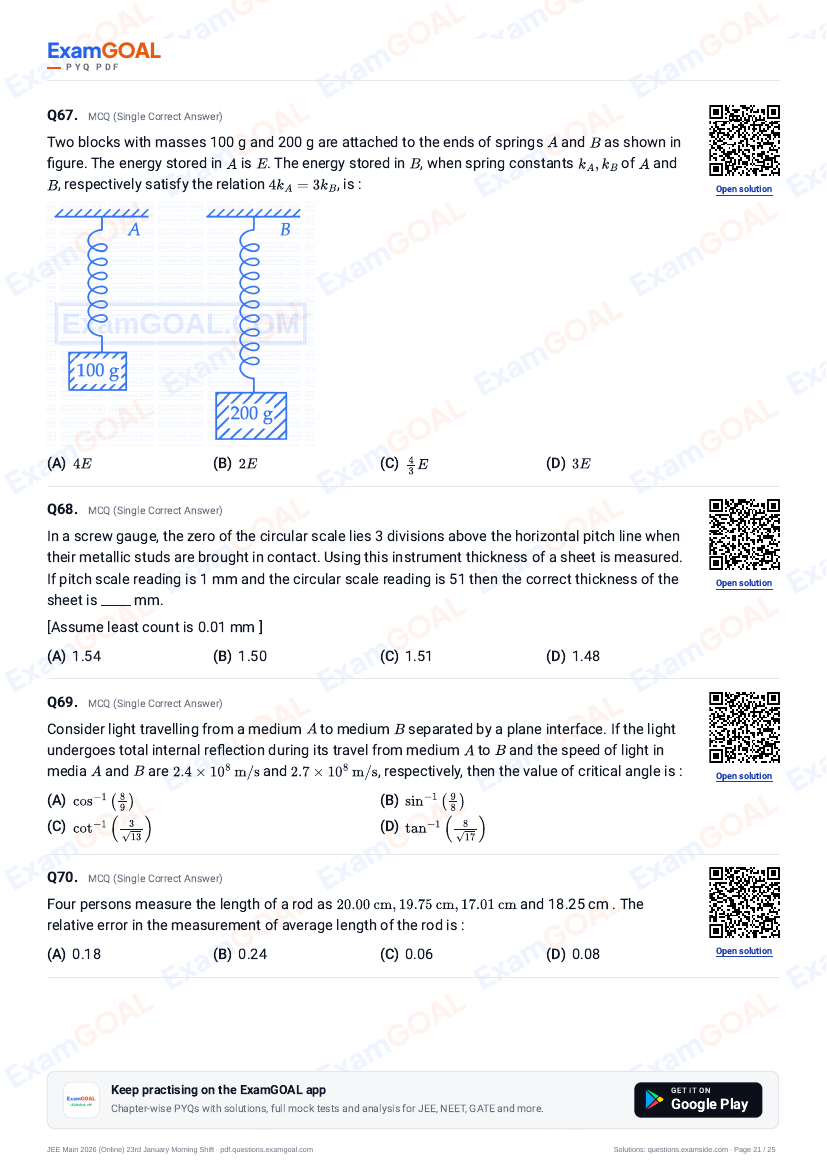 ExamGOAL
PYQ PDF
Q67. MCQ (Single Correct Answer)
Two blocks with masses 100 g and 200 g are attached to the ends of springs A and B as shown in
figure. The energy stored in A is E. The energy stored in B, when spring constants k_A, k_B of A and
B, respectively satisfy the relation 4k_A = 3k_B, is :
Open solution
A B
ExamGOAL.COM
100 g
200 g
(A) 4E (B) 2E (C) 4/3 E (D) 3E
Q68. MCQ (Single Correct Answer)
In a screw gauge, the zero of the circular scale lies 3 divisions above the horizontal pitch line when
their metallic studs are brought in contact. Using this instrument thickness of a sheet is measured.
If pitch scale reading is 1 mm and the circular scale reading is 51 then the correct thickness of the
sheet is ____ mm.
Open solution
[Assume least count is 0.01 mm ]
(A) 1.54 (B) 1.50 (C) 1.51 (D) 1.48
Q69. MCQ (Single Correct Answer)
Consider light travelling from a medium A to medium B separated by a plane interface. If the light
undergoes total internal reflection during its travel from medium A to B and the speed of light in
media A and B are 2.4 × 10⁸ m/s and 2.7 × 10⁸ m/s, respectively, then the value of critical angle is :
Open solution
(A) cos⁻¹ (8/9) (B) sin⁻¹ (9/8)
(C) cot⁻¹ (3/√13) (D) tan⁻¹ (8/√17)
Q70. MCQ (Single Correct Answer)
Four persons measure the length of a rod as 20.00 cm, 19.75 cm, 17.01 cm and 18.25 cm . The
relative error in the measurement of average length of the rod is :
Open solution
(A) 0.18 (B) 0.24 (C) 0.06 (D) 0.08
ExamGOAL
Keep practising on the ExamGOAL app
Chapter-wise PYQs with solutions, full mock tests and analysis for JEE, NEET, GATE and more.
GET IT ON
Google Play
JEE Main 2026 (Online) 23rd January Morning Shift · pdf.questions.examgoal.com
Solutions: questions.examside.com · Page 21 / 25